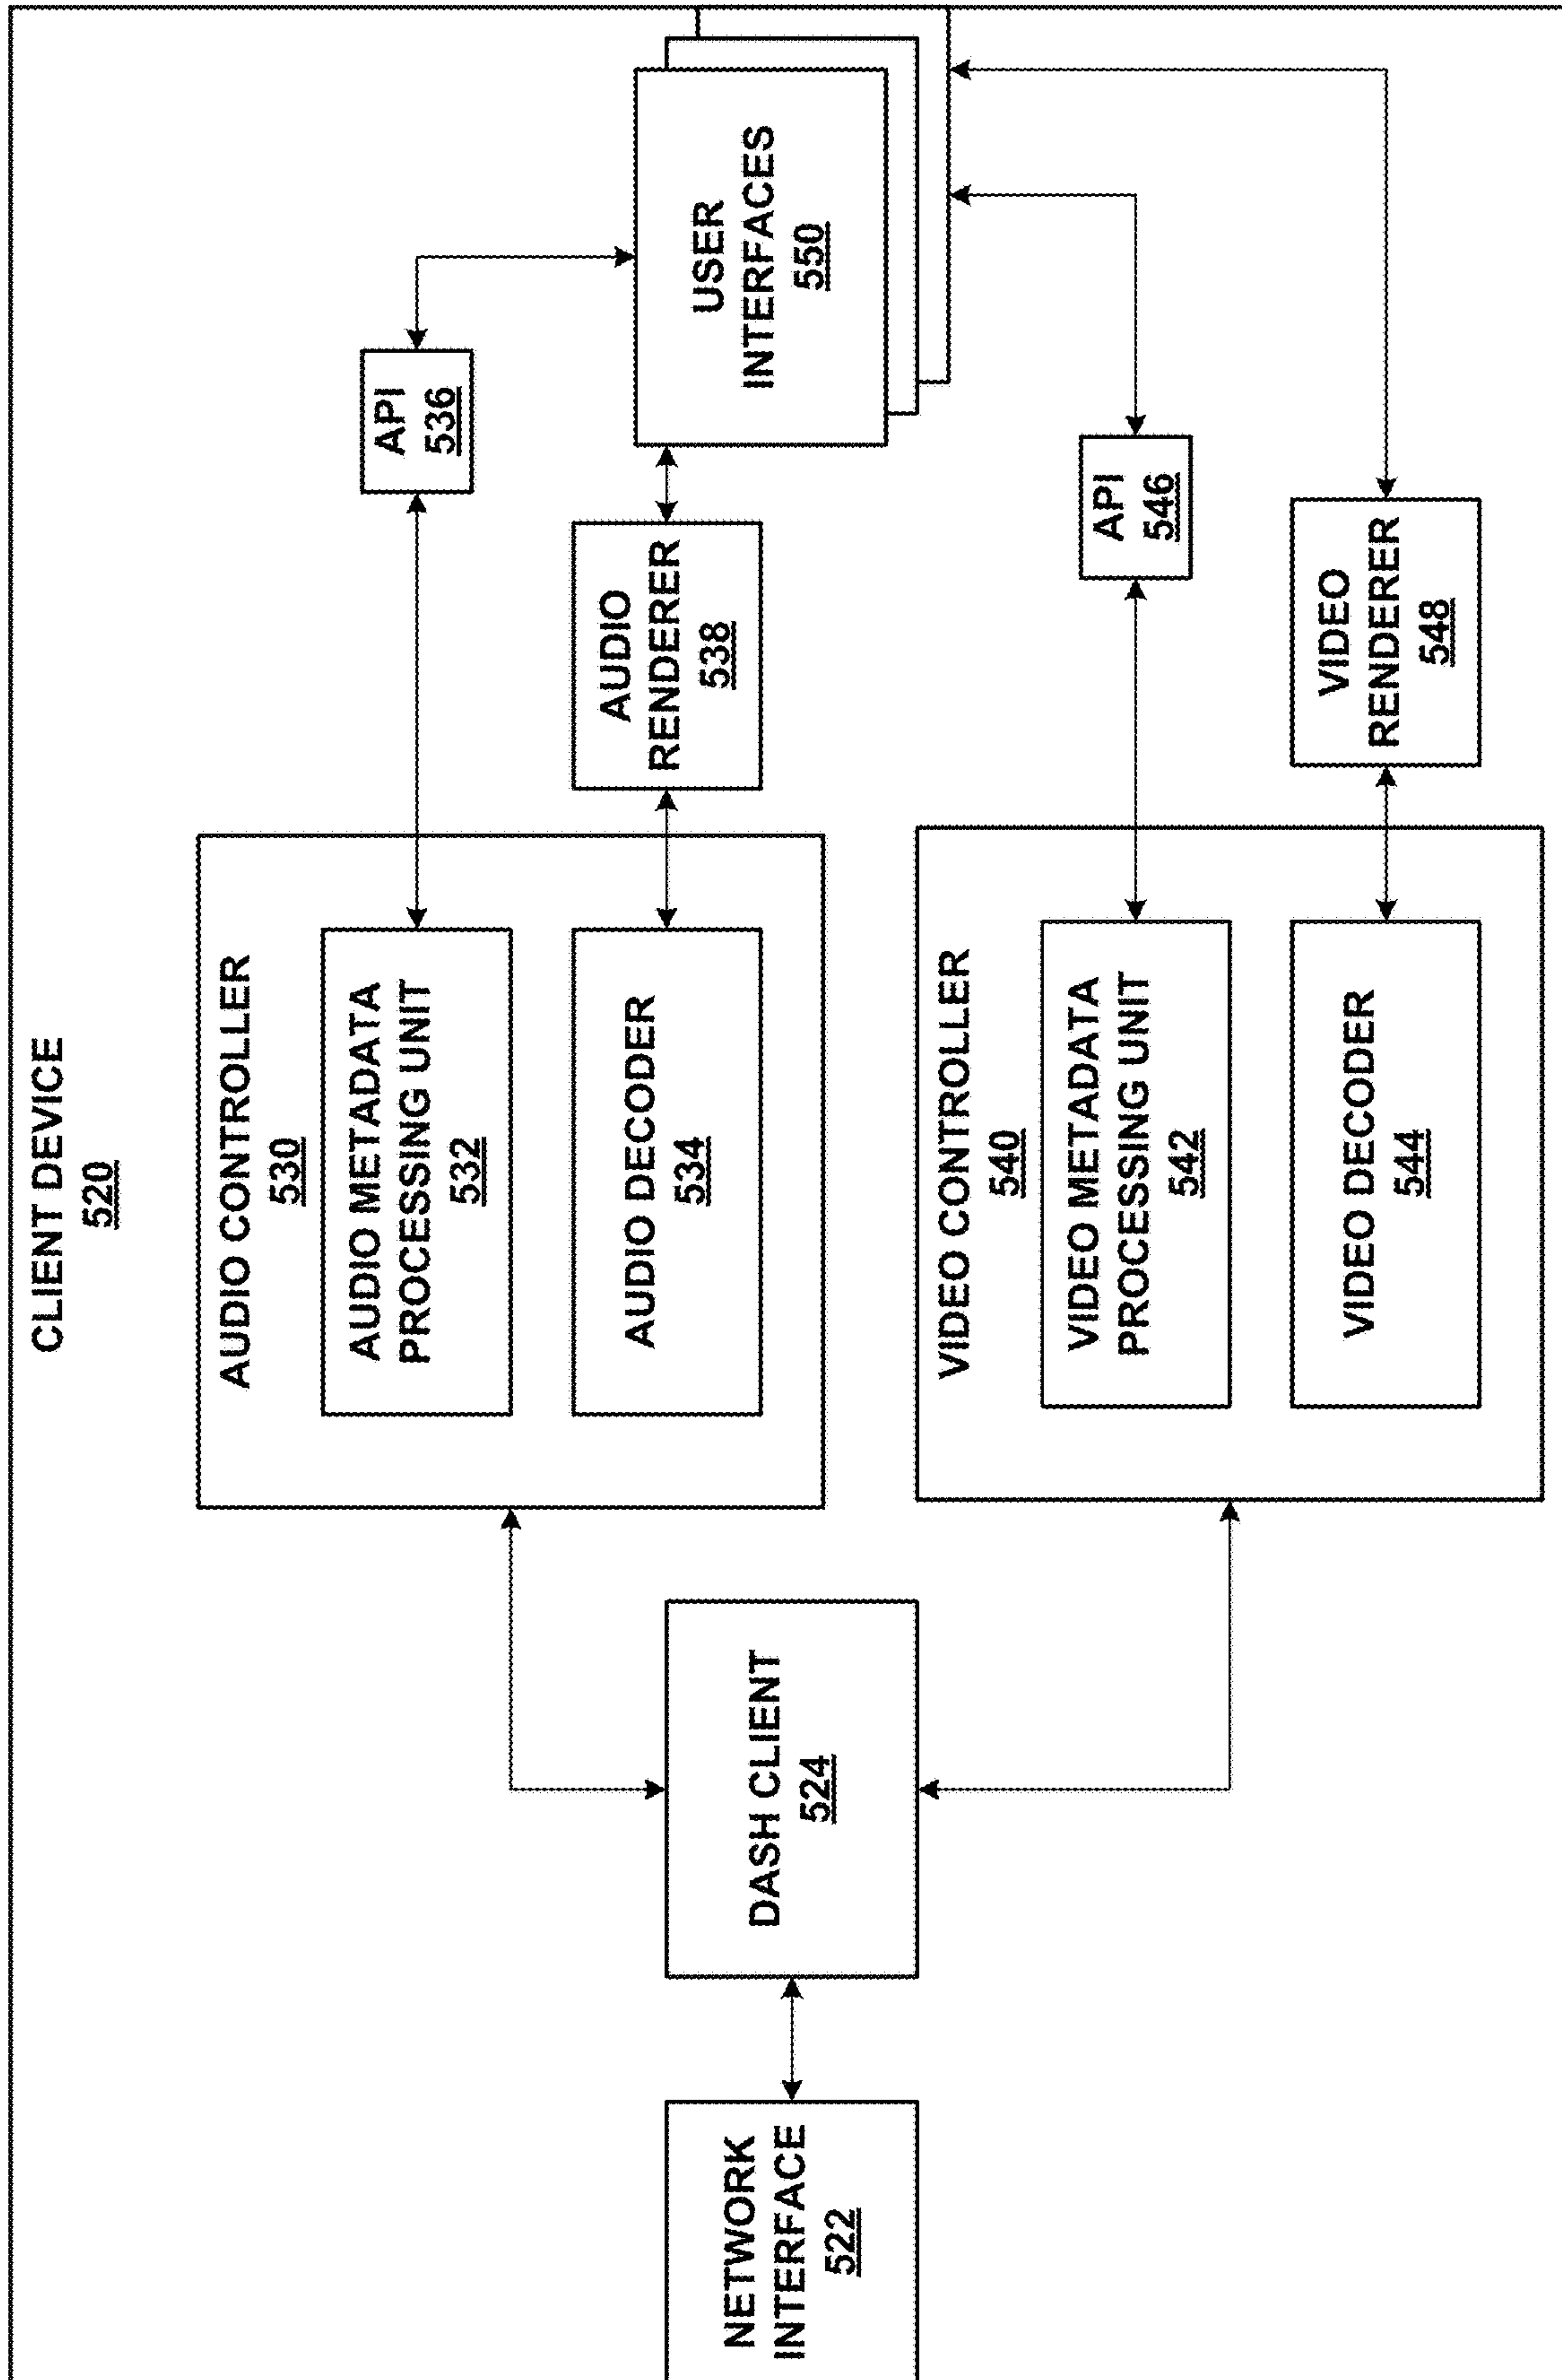 CLIENT DEVICE
520
NETWORK
INTERFACE
522
DASH CLIENT
524
AUDIO CONTROLLER
530
AUDIO METADATA
PROCESSING UNIT
532
AUDIO DECODER
534
API
536
AUDIO
RENDERER
538
VIDEO CONTROLLER
540
VIDEO METADATA
PROCESSING UNIT
542
VIDEO DECODER
544
API
546
VIDEO
RENDERER
548
USER
INTERFACES
550